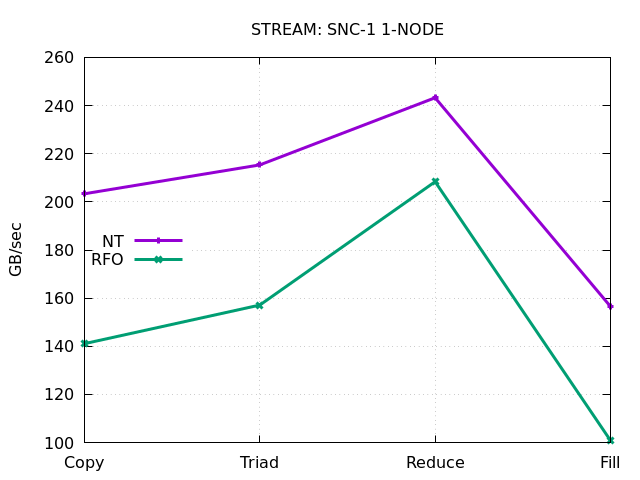 STREAM: SNC-1 1-NODE
260
240
220
200
180
160
140
120
100
GB/sec
NT
RFO
Copy Triad Reduce Fill